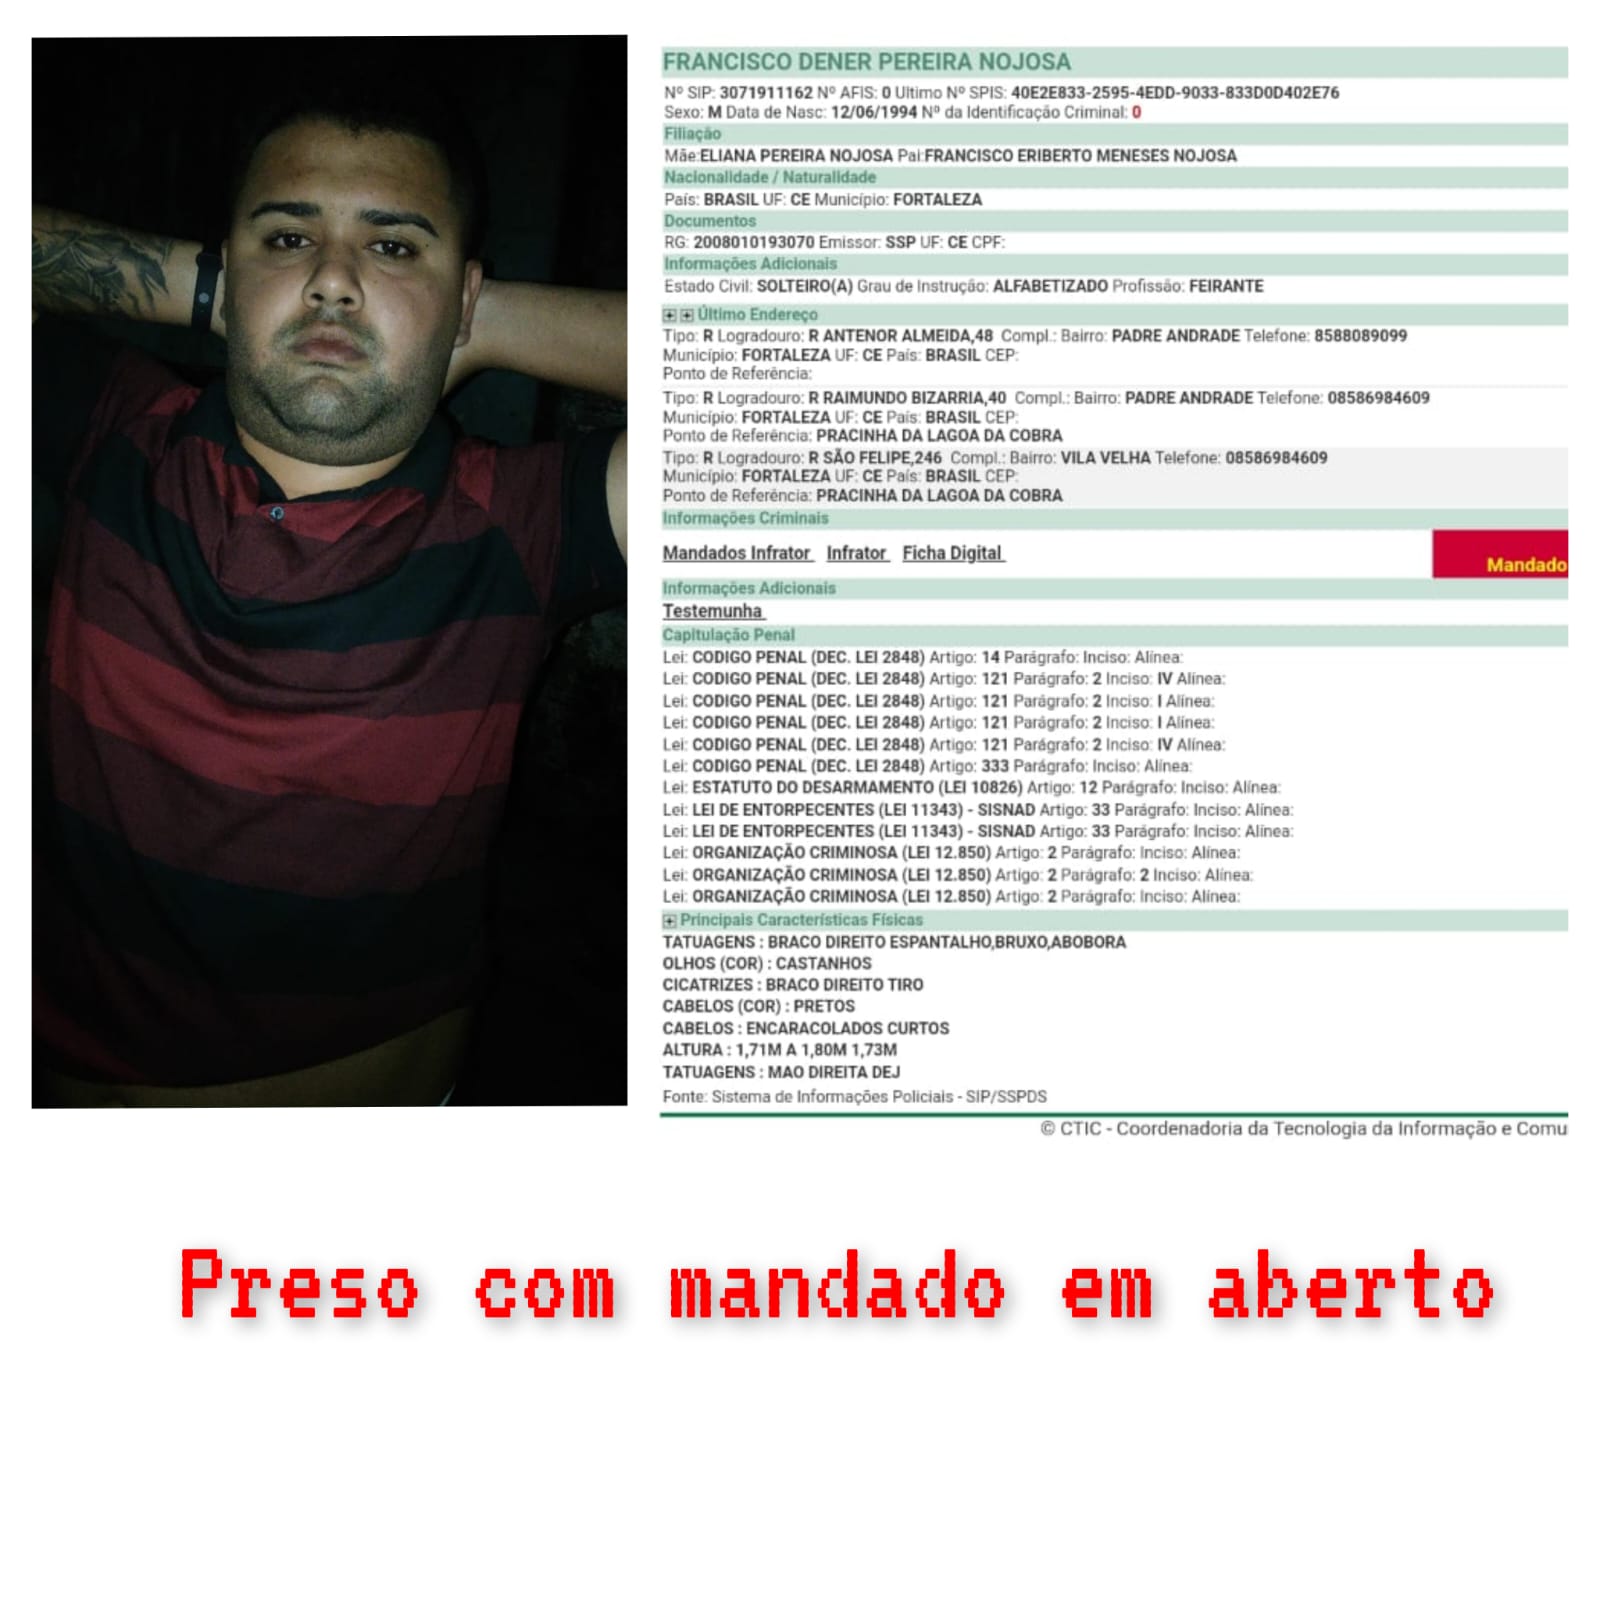 FRANCISCO DENER PEREIRA NOJOSA
Nº SIP: 3071911162 Nº AFIS: 0 Ultimo Nº SPIS: 40E2E833-2595-4EDD-9033-833D0D402E76
Sexo: M Data de Nasc: 12/06/1994 Nº da Identificação Criminal: 0
Filiação
Mãe:ELIANA PEREIRA NOJOSA Pai:FRANCISCO ERIBERTO MENESES NOJOSA
Nacionalidade / Naturalidade
País: BRASIL UF: CE Município: FORTALEZA
Documentos
RG: 2008010193070 Emissor: SSP UF: CE CPF:
Informações Adicionais
Estado Civil: SOLTEIRO(A) Grau de Instrução: ALFABETIZADO Profissão: FEIRANTE
Último Endereço
Tipo: R Logradouro: R ANTENOR ALMEIDA,48 Compl.: Bairro: PADRE ANDRADE Telefone: 8588089099
Município: FORTALEZA UF: CE País: BRASIL CEP:
Ponto de Referência:
Tipo: R Logradouro: R RAIMUNDO BIZARRIA,40 Compl.: Bairro: PADRE ANDRADE Telefone: 08586984609
Município: FORTALEZA UF: CE País: BRASIL CEP:
Ponto de Referência: PRACINHA DA LAGOA DA COBRA
Tipo: R Logradouro: R SÃO FELIPE,246 Compl.: Bairro: VILA VELHA Telefone: 08586984609
Município: FORTALEZA UF: CE País: BRASIL CEP:
Ponto de Referência: PRACINHA DA LAGOA DA COBRA
Informações Criminais
Mandados Infrator Infrator Ficha Digital
Mandado
Informações Adicionais
Testemunha
Capitulação Penal
Lei: CODIGO PENAL (DEC. LEI 2848) Artigo: 14 Parágrafo: Inciso: Alínea:
Lei: CODIGO PENAL (DEC. LEI 2848) Artigo: 121 Parágrafo: 2 Inciso: IV Alínea:
Lei: CODIGO PENAL (DEC. LEI 2848) Artigo: 121 Parágrafo: 2 Inciso: I Alínea:
Lei: CODIGO PENAL (DEC. LEI 2848) Artigo: 121 Parágrafo: 2 Inciso: I Alínea:
Lei: CODIGO PENAL (DEC. LEI 2848) Artigo: 121 Parágrafo: 2 Inciso: IV Alínea:
Lei: CODIGO PENAL (DEC. LEI 2848) Artigo: 333 Parágrafo: Inciso: Alínea:
Lei: ESTATUTO DO DESARMAMENTO (LEI 10826) Artigo: 12 Parágrafo: Inciso: Alínea:
Lei: LEI DE ENTORPECENTES (LEI 11343) - SISNAD Artigo: 33 Parágrafo: Inciso: Alínea:
Lei: LEI DE ENTORPECENTES (LEI 11343) - SISNAD Artigo: 33 Parágrafo: Inciso: Alínea:
Lei: ORGANIZAÇÃO CRIMINOSA (LEI 12.850) Artigo: 2 Parágrafo: Inciso: Alínea:
Lei: ORGANIZAÇÃO CRIMINOSA (LEI 12.850) Artigo: 2 Parágrafo: 2 Inciso: Alínea:
Lei: ORGANIZAÇÃO CRIMINOSA (LEI 12.850) Artigo: 2 Parágrafo: Inciso: Alínea:
Principais Características Físicas
TATUAGENS : BRACO DIREITO ESPANTALHO,BRUXO,ABOBORA
OLHOS (COR) : CASTANHOS
CICATRIZES : BRACO DIREITO TIRO
CABELOS (COR) : PRETOS
CABELOS : ENCARACOLADOS CURTOS
ALTURA : 1,71M A 1,80M 1,73M
TATUAGENS : MAO DIREITA DEJ
Fonte: Sistema de Informações Policiais - SIP/SSPDS
© CTIC - Coordenadoria da Tecnologia da Informação e Comu
Preso com mandado em aberto